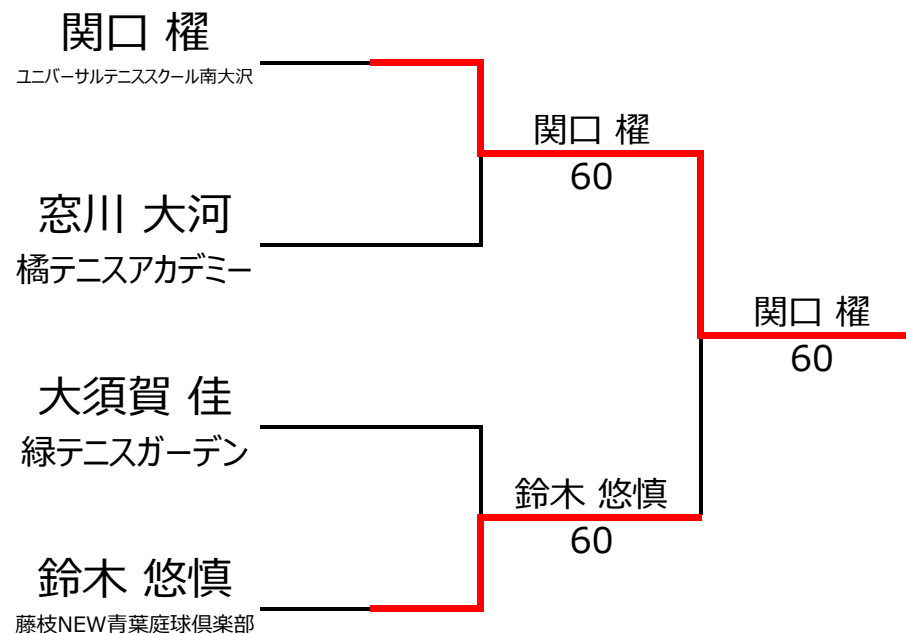 関口 櫂
ユニバーサルテニススクール南大沢
関口 櫂
60
窓川 大河
橘テニスアカデミー
関口 櫂
60
大須賀 佳
緑テニスガーデン
鈴木 悠慎
60
鈴木 悠慎
藤枝NEW青葉庭球倶楽部